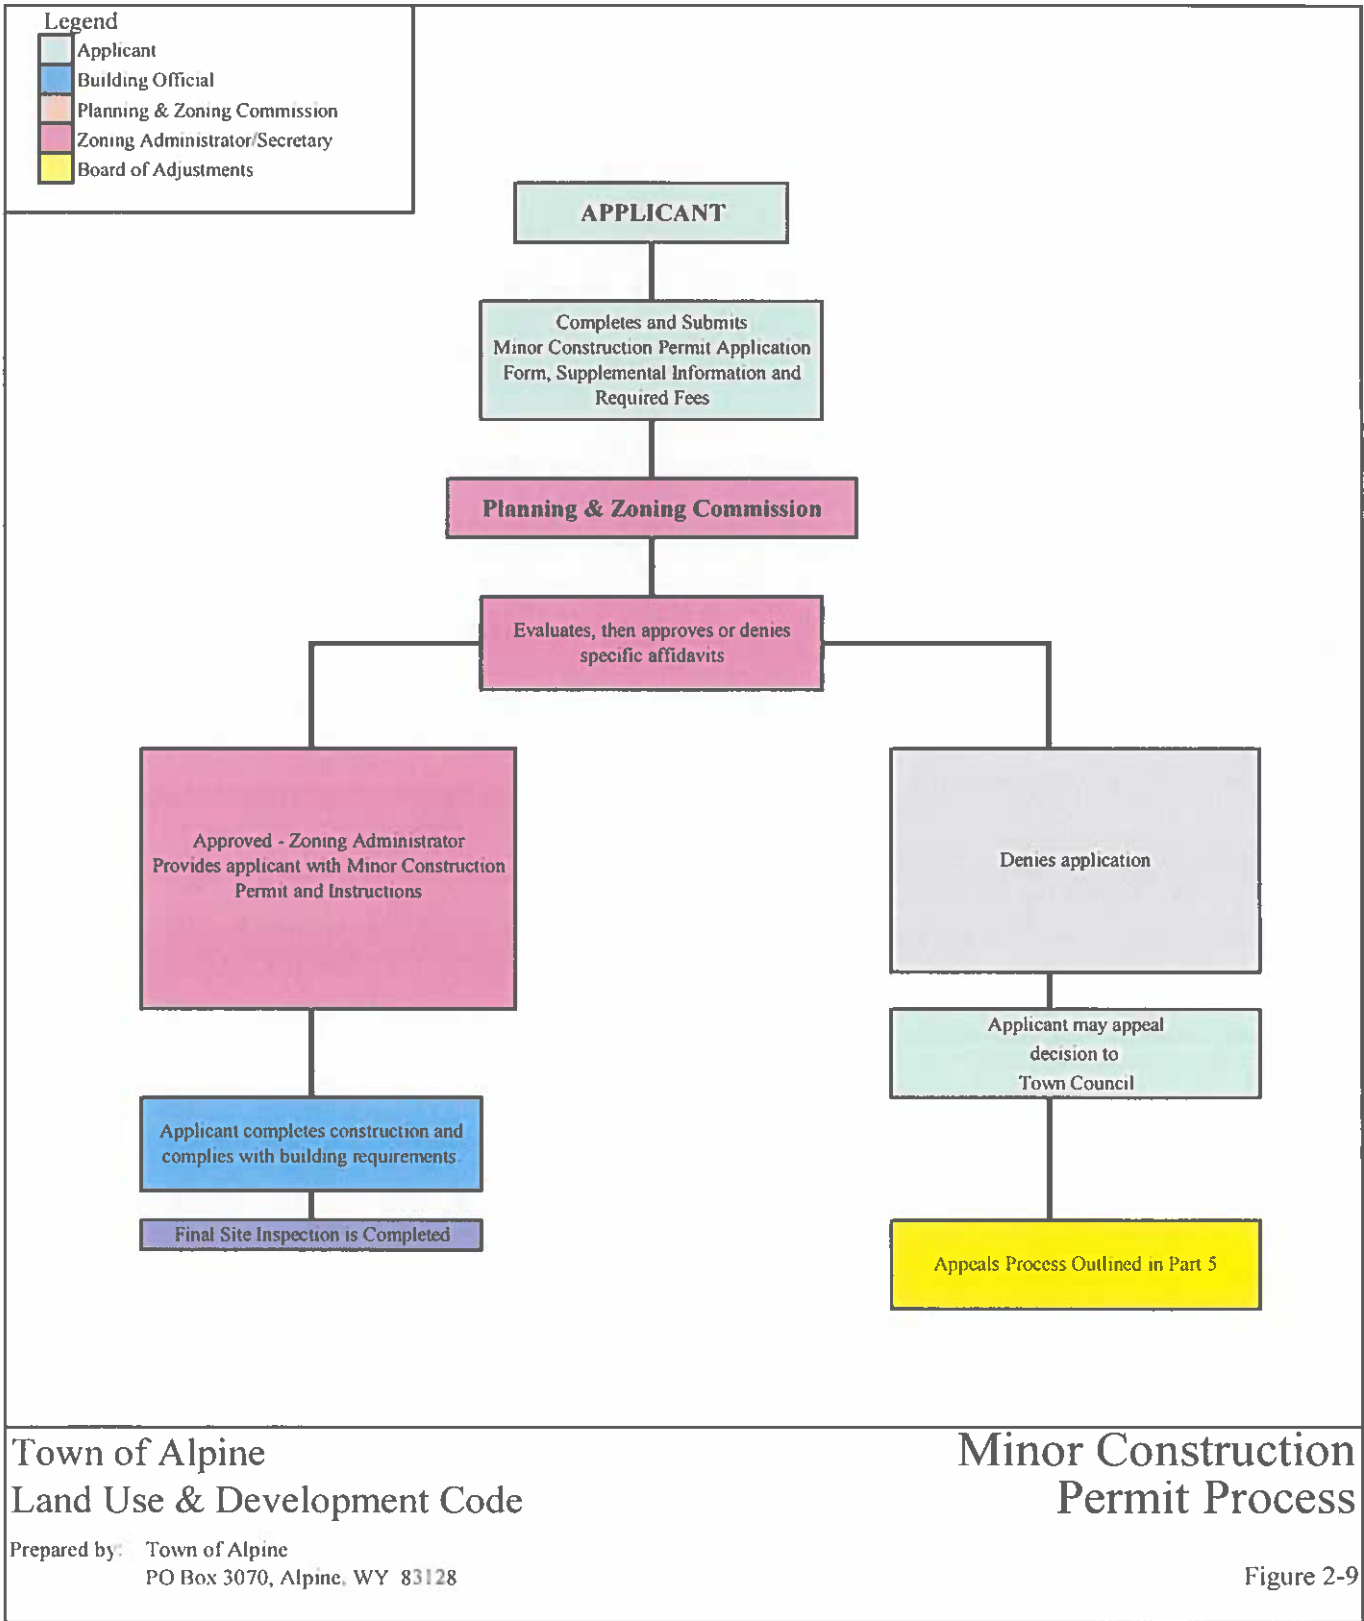 Legend
Applicant
Building Official
Planning & Zoning Commission
Zoning Administrator/Secretary
Board of Adjustments
APPLICANT
Completes and Submits
Minor Construction Permit Application
Form, Supplemental Information and
Required Fees
Planning & Zoning Commission
Evaluates, then approves or denies
specific affidavits
Approved - Zoning Administrator
Provides applicant with Minor Construction
Permit and Instructions
Denies application
Applicant may appeal
decision to
Town Council
Applicant completes construction and
complies with building requirements.
Final Site Inspection is Completed
Appeals Process Outlined in Part 5
Town of Alpine
Land Use & Development Code
Minor Construction
Permit Process
Prepared by: Town of Alpine
PO Box 3070, Alpine, WY 83128
Figure 2-9